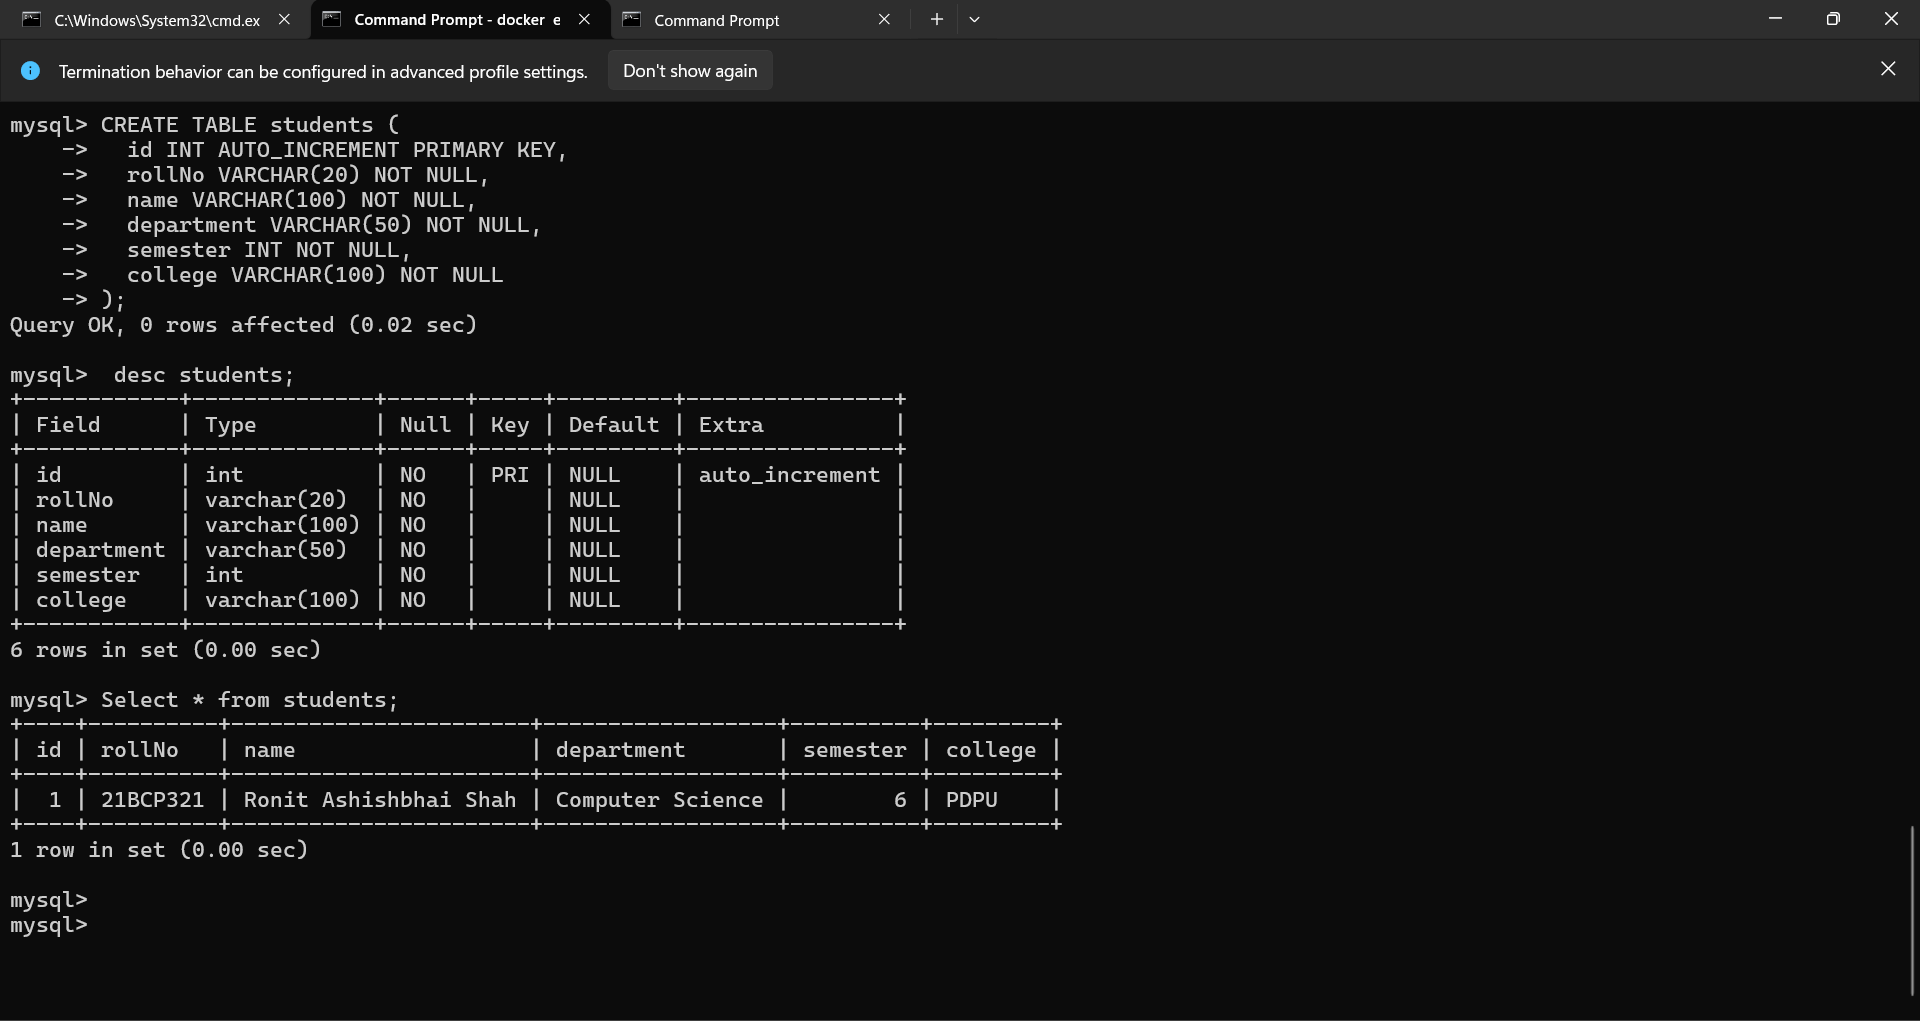 C:\Windows\System32\cmd.ex
Command Prompt - docker e
Command Prompt
Termination behavior can be configured in advanced profile settings.
Don't show again
mysql> CREATE TABLE students (
    ->   id INT AUTO_INCREMENT PRIMARY KEY,
    ->   rollNo VARCHAR(20) NOT NULL,
    ->   name VARCHAR(100) NOT NULL,
    ->   department VARCHAR(50) NOT NULL,
    ->   semester INT NOT NULL,
    ->   college VARCHAR(100) NOT NULL
    -> );
Query OK, 0 rows affected (0.02 sec)
mysql>  desc students;
+------------+--------------+------+-----+---------+----------------+
| Field      | Type         | Null | Key | Default | Extra          |
+------------+--------------+------+-----+---------+----------------+
| id         | int          | NO   | PRI | NULL    | auto_increment |
| rollNo     | varchar(20)  | NO   |     | NULL    |                |
| name       | varchar(100) | NO   |     | NULL    |                |
| department | varchar(50)  | NO   |     | NULL    |                |
| semester   | int          | NO   |     | NULL    |                |
| college    | varchar(100) | NO   |     | NULL    |                |
+------------+--------------+------+-----+---------+----------------+
6 rows in set (0.00 sec)
mysql> Select * from students;
+----+----------+-----------------------+------------------+----------+---------+
| id | rollNo   | name                  | department       | semester | college |
+----+----------+-----------------------+------------------+----------+---------+
|  1 | 21BCP321 | Ronit Ashishbhai Shah | Computer Science |        6 | PDPU    |
+----+----------+-----------------------+------------------+----------+---------+
1 row in set (0.00 sec)
mysql>
mysql>